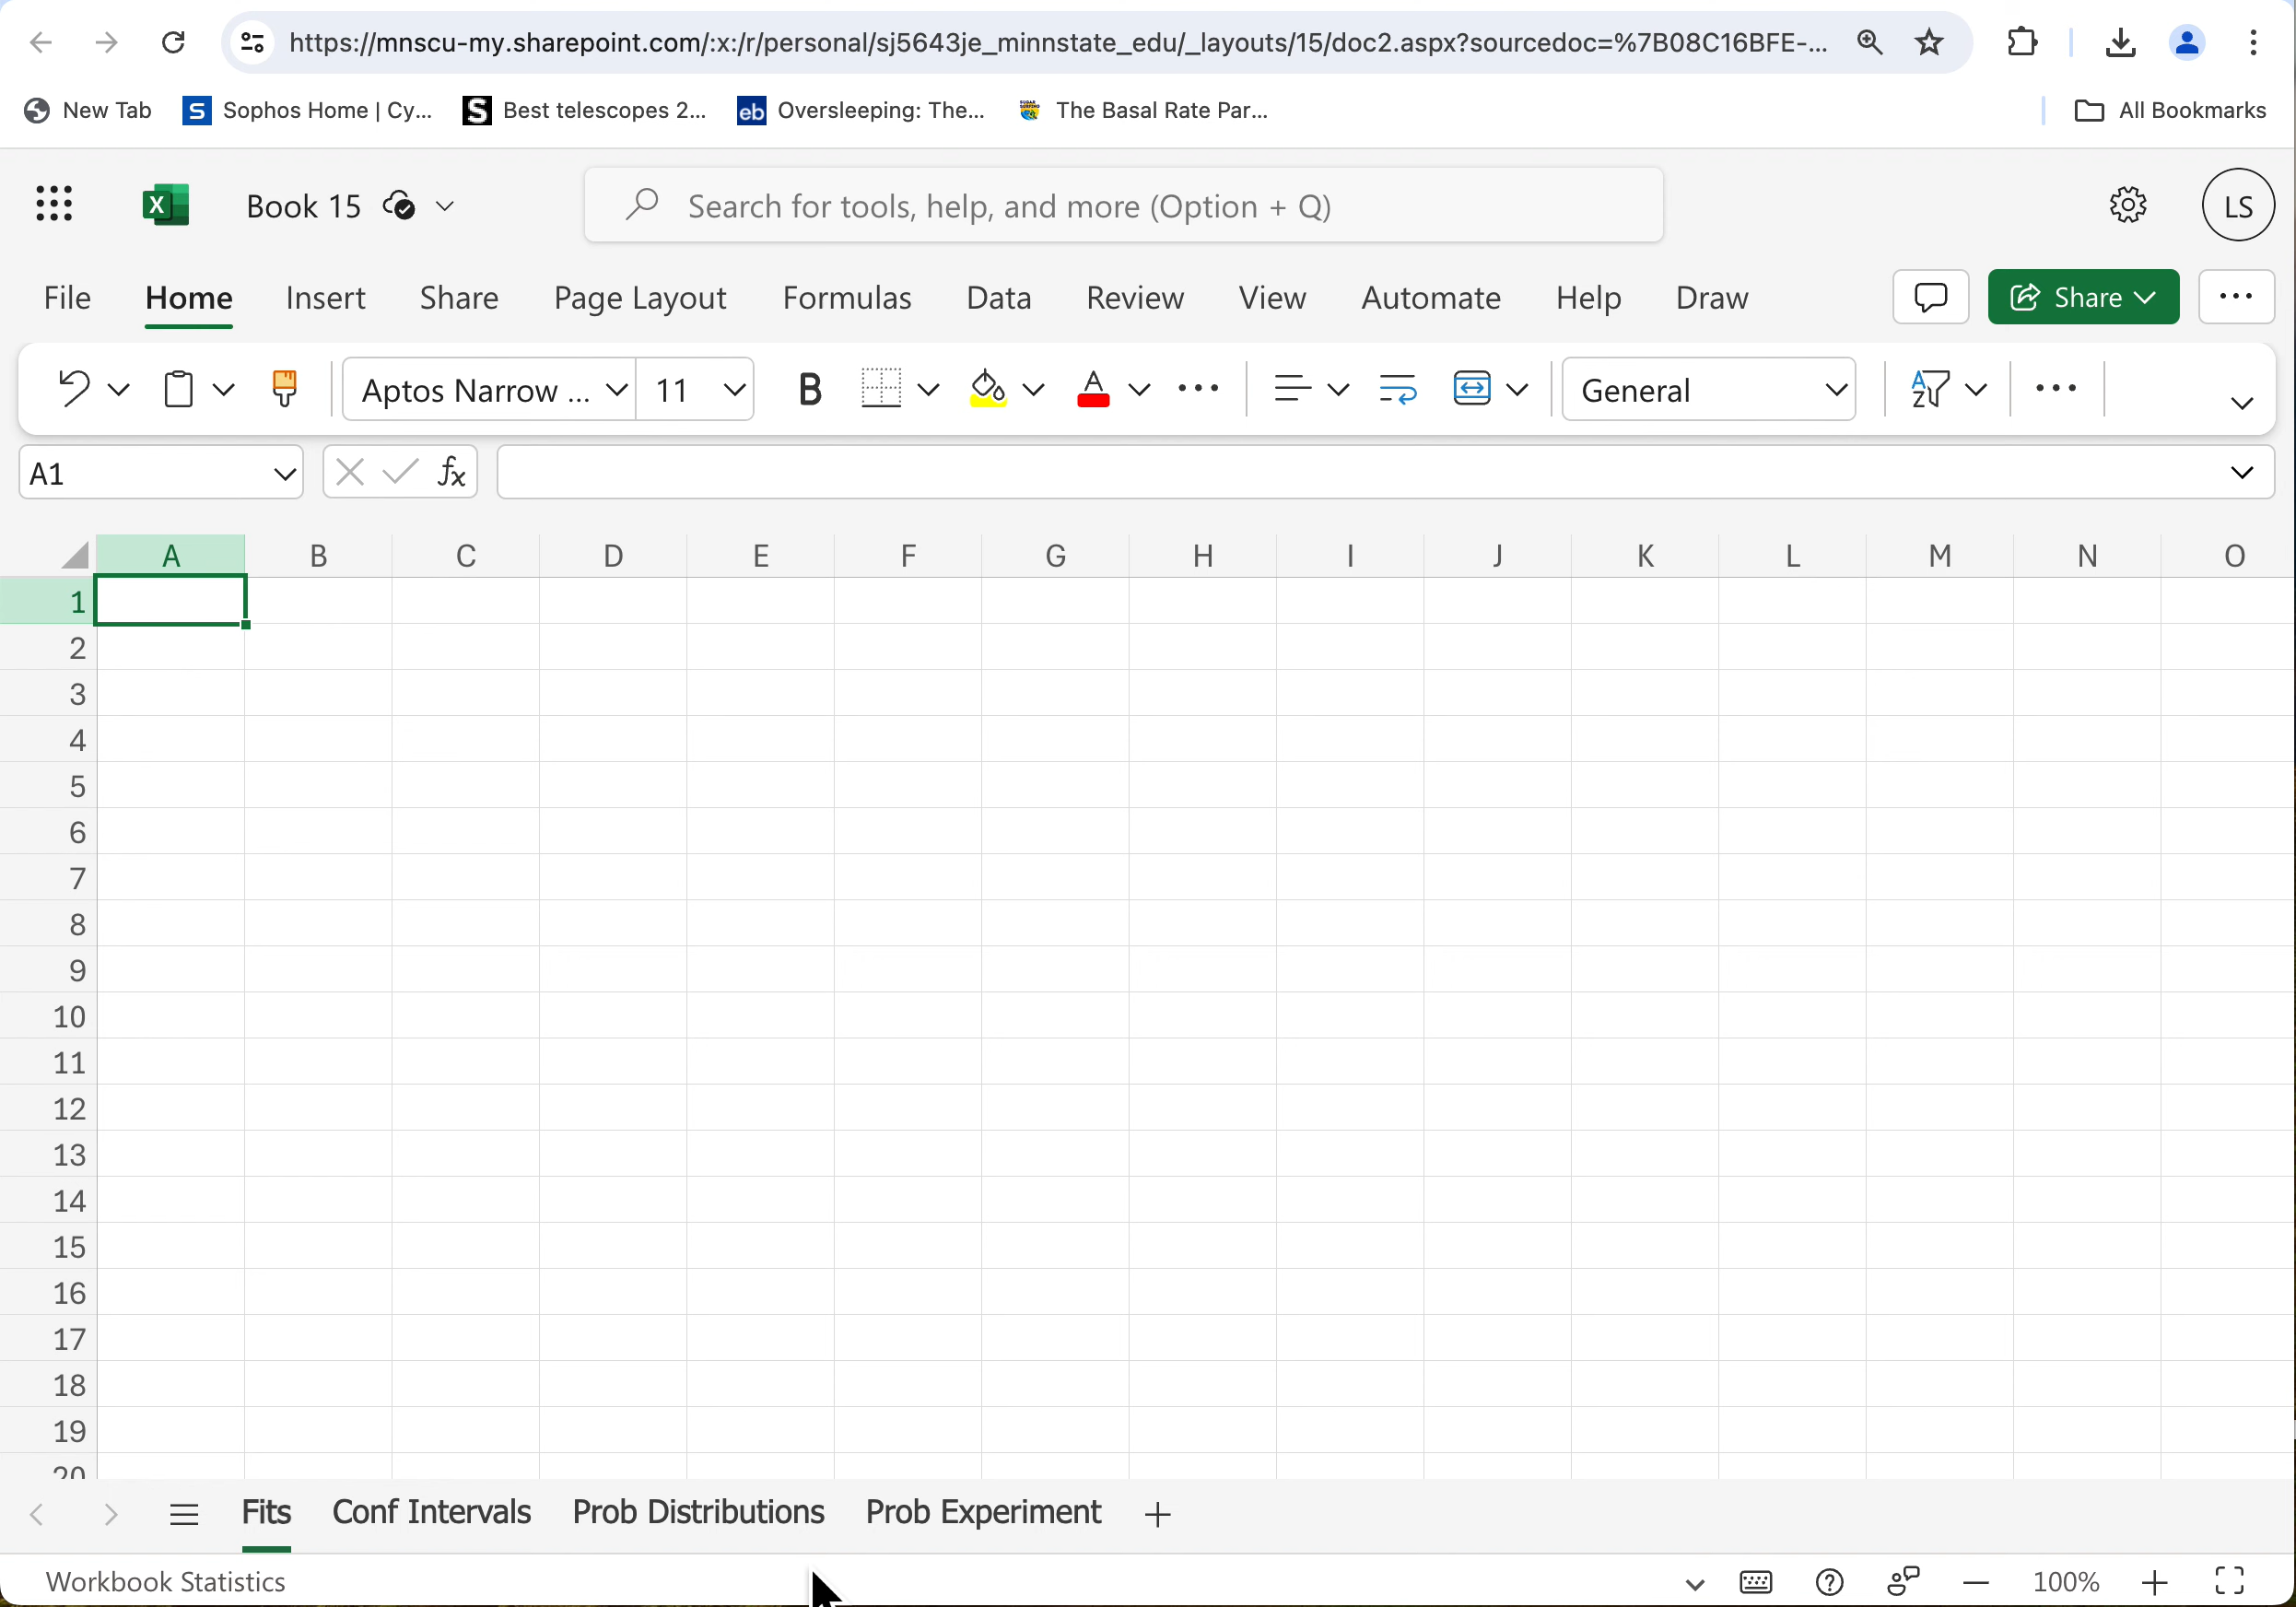 https://mnscu-my.sharepoint.com/:x:/r/personal/sj5643je_minnstate_edu/_layouts/15/doc2.aspx?sourcedoc=%7B08C16BFE-...
New Tab S Sophos Home | Cy... S Best telescopes 2... eb Oversleeping: The... The Basal Rate Par... All Bookmarks
X Book 15 Search for tools, help, and more (Option + Q) LS
File Home Insert Share Page Layout Formulas Data Review View Automate Help Draw Share
Aptos Narrow ... 11 B A General AZ
A1 fx
A B C D E F G H I J K L M N O
1
2
3
4
5
6
7
8
9
10
11
12
13
14
15
16
17
18
19
20
Fits Conf Intervals Prob Distributions Prob Experiment +
Workbook Statistics 100%